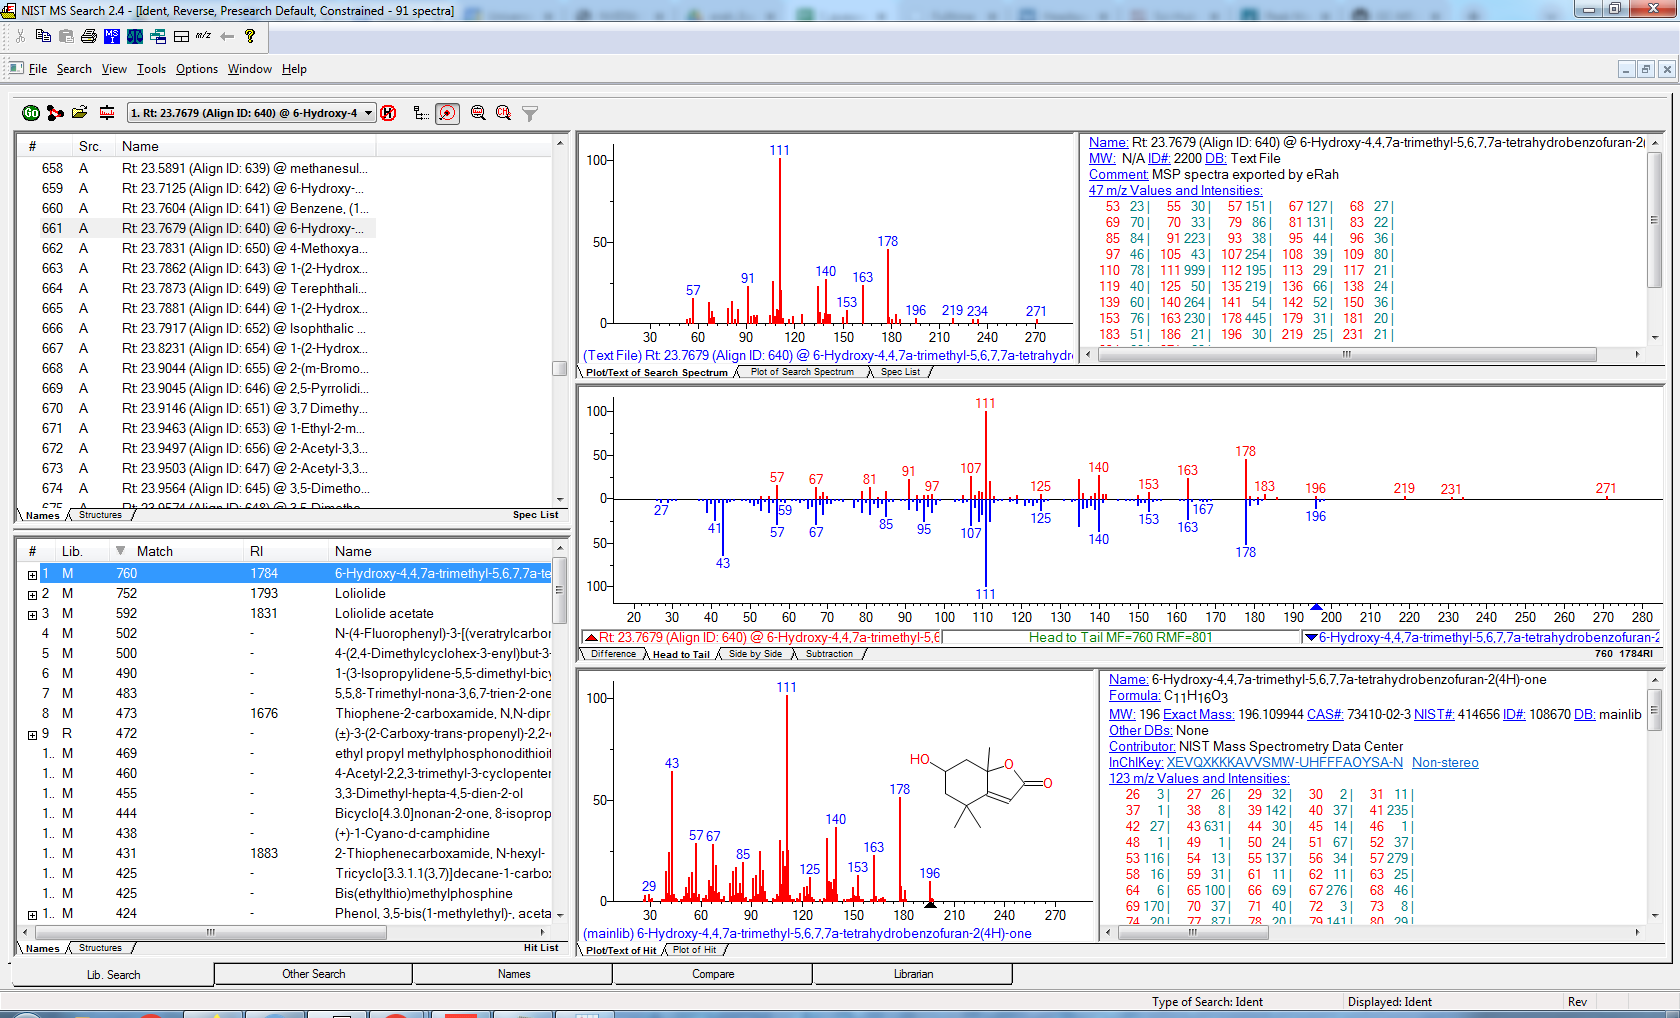 NIST MS Search 2.4 - [Ident, Reverse, Presearch Default, Constrained - 91 spectra]
File Search View Tools Options Window Help
1. Rt: 23.7679 (Align ID: 640) @ 6-Hydroxy-4
# Src. Name
658 A Rt: 23.5891 (Align ID: 639) @ methanesul...
659 A Rt: 23.7125 (Align ID: 642) @ 6-Hydroxy-...
660 A Rt: 23.7604 (Align ID: 641) @ Benzene, (1...
661 A Rt: 23.7679 (Align ID: 640) @ 6-Hydroxy-...
662 A Rt: 23.7831 (Align ID: 650) @ 4-Methoxya...
663 A Rt: 23.7862 (Align ID: 643) @ 1-(2-Hydrox...
664 A Rt: 23.7873 (Align ID: 649) @ Terephthali...
665 A Rt: 23.7881 (Align ID: 644) @ 1-(2-Hydrox...
666 A Rt: 23.7917 (Align ID: 652) @ Isophthalic ...
667 A Rt: 23.8231 (Align ID: 654) @ 1-(2-Hydrox...
668 A Rt: 23.9044 (Align ID: 655) @ 2-(m-Bromo...
669 A Rt: 23.9045 (Align ID: 646) @ 2,5-Pyrrolidi...
670 A Rt: 23.9146 (Align ID: 651) @ 3,7 Dimethy...
671 A Rt: 23.9463 (Align ID: 653) @ 1-Ethyl-2-m...
672 A Rt: 23.9497 (Align ID: 656) @ 2-Acetyl-3,3...
673 A Rt: 23.9503 (Align ID: 647) @ 2-Acetyl-3,3...
674 A Rt: 23.9564 (Align ID: 645) @ 3,5-Dimetho...
675 A Rt: 23.9574 (Align ID: 648) @ 3,5-Dimetho...
Names Structures Spec List
# Lib. Match RI Name
1 M 760 1784 6-Hydroxy-4,4,7a-trimethyl-5,6,7,7a-te
2 M 752 1793 Loliolide
3 M 592 1831 Loliolide acetate
4 M 502 - N-(4-Fluorophenyl)-3-[(veratrylcarbor
5 M 500 - 4-(2,4-Dimethylcyclohex-3-enyl)but-3-
6 M 490 - 1-(3-Isopropylidene-5,5-dimethyl-bicy
7 M 483 - 5,5,8-Trimethyl-nona-3,6,7-trien-2-one
8 M 473 1676 Thiophene-2-carboxamide, N,N-dipr
9 R 472 - (±)-3-(2-Carboxy-trans-propenyl)-2,2-
1.. M 469 - ethyl propyl methylphosphonodithioit
1.. M 460 - 4-Acetyl-2,2,3-trimethyl-3-cyclopenter
1.. M 455 - 3,3-Dimethyl-hepta-4,5-dien-2-ol
1.. M 444 - Bicyclo[4.3.0]nonan-2-one, 8-isoprop
1.. M 438 - (+)-1-Cyano-d-camphidine
1.. M 431 1883 2-Thiophenecarboxamide, N-hexyl-
1.. M 425 - Tricyclo[3.3.1.1(3,7)]decane-1-carbox
1.. M 425 - Bis(ethylthio)methylphosphine
1.. M 424 - Phenol, 3,5-bis(1-methylethyl)-, aceta
Names Structures Hit List
100 50 0
111 178 140 163 91 57 153 196 219 234 271
30 60 90 120 150 180 210 240 270
(Text File) Rt: 23.7679 (Align ID: 640) @ 6-Hydroxy-4,4,7a-trimethyl-5,6,7,7a-tetrahydr
Plot/Text of Search Spectrum Plot of Search Spectrum Spec List
Name: Rt: 23.7679 (Align ID: 640) @ 6-Hydroxy-4,4,7a-trimethyl-5,6,7,7a-tetrahydrobenzofuran-2(
MW: N/A ID#: 2200 DB: Text File
Comment: MSP spectra exported by eRah
47 m/z Values and Intensities:
53 23| 55 30| 57 151| 67 127| 68 27|
69 70| 70 33| 79 86| 81 131| 83 22|
85 84| 91 223| 93 38| 95 44| 96 36|
97 46| 105 43| 107 254| 108 39| 109 80|
110 78| 111 999| 112 195| 113 29| 117 21|
119 40| 125 50| 135 219| 136 66| 138 24|
139 60| 140 264| 141 54| 142 52| 150 36|
153 76| 163 230| 178 445| 179 31| 181 20|
183 51| 186 21| 196 30| 219 25| 231 21|
100 50 0 50 100
111 178 140 163 107 91 57 67 81 97 125 153 183 196 219 231 271
27 41 43 57 59 67 85 95 107 111 125 140 153 163 167 178 196
20 30 40 50 60 70 80 90 100 110 120 130 140 150 160 170 180 190 200 210 220 230 240 250 260 270 280
Rt: 23.7679 (Align ID: 640) @ 6-Hydroxy-4,4,7a-trimethyl-5,6 Head to Tail MF=760 RMF=801 6-Hydroxy-4,4,7a-trimethyl-5,6,7,7a-tetrahydrobenzofuran-2
Difference Head to Tail Side by Side Subtraction 760 1784RI
100 50 0
111 43 178 140 57 67 163 85 125 153 29 196
30 60 90 120 150 180 210 240 270
HO O O
(mainlib) 6-Hydroxy-4,4,7a-trimethyl-5,6,7,7a-tetrahydrobenzofuran-2(4H)-one
Plot/Text of Hit Plot of Hit
Name: 6-Hydroxy-4,4,7a-trimethyl-5,6,7,7a-tetrahydrobenzofuran-2(4H)-one
Formula: C11H16O3
MW: 196 Exact Mass: 196.109944 CAS#: 73410-02-3 NIST#: 414656 ID#: 108670 DB: mainlib
Other DBs: None
Contributor: NIST Mass Spectrometry Data Center
InChIKey: XEVQXKKKAVVSMW-UHFFFAOYSA-N Non-stereo
123 m/z Values and Intensities:
26 3| 27 26| 29 32| 30 2| 31 11|
37 1| 38 8| 39 142| 40 37| 41 235|
42 27| 43 631| 44 30| 45 14| 46 1|
48 1| 49 1| 50 24| 51 67| 52 37|
53 116| 54 13| 55 137| 56 34| 57 279|
58 16| 59 31| 61 11| 62 11| 63 25|
64 6| 65 100| 66 69| 67 276| 68 46|
69 170| 70 37| 71 40| 72 3| 73 8|
74 20| 77 87| 78 20| 79 141| 80 29|
Lib. Search Other Search Names Compare Librarian
Type of Search: Ident Displayed: Ident Rev